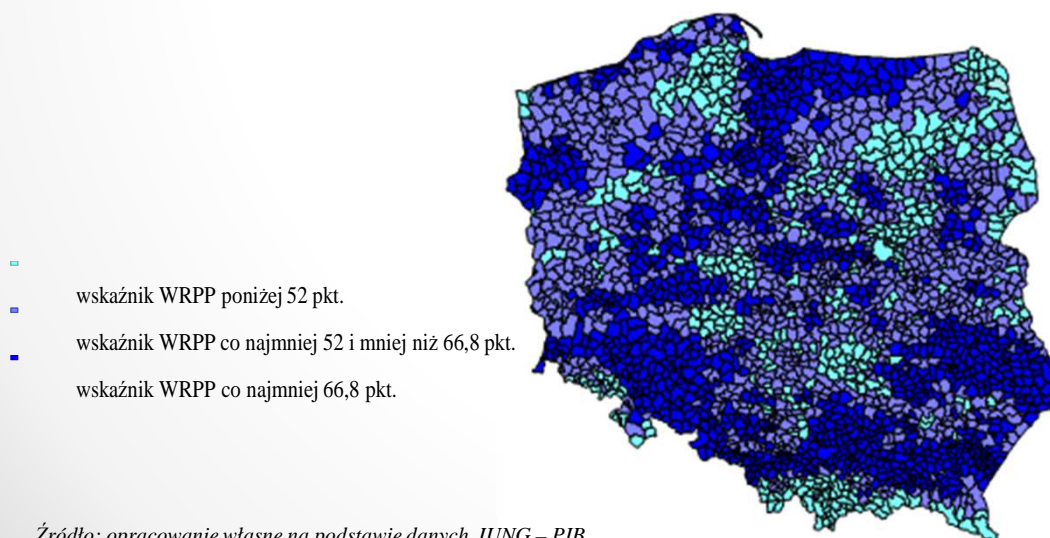 wskaźnik WRPP poniżej 52 pkt.
wskaźnik WRPP co najmniej 52 i mniej niż 66,8 pkt.
wskaźnik WRPP co najmniej 66,8 pkt.
Źródło: opracowanie własne na podstawie danych IUNG – PIB